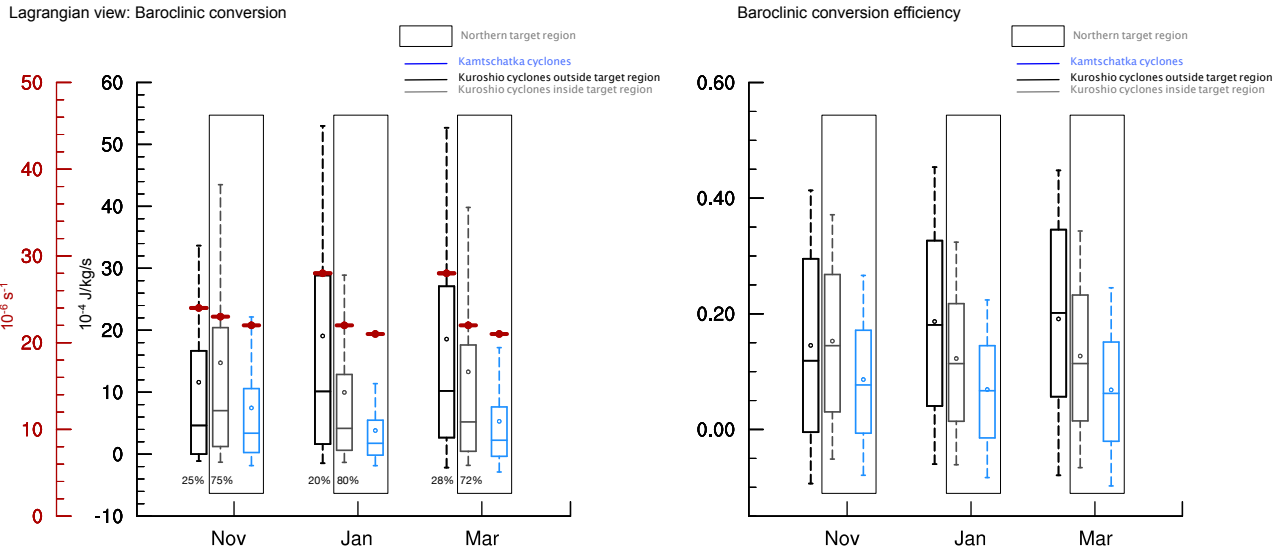 Lagrangian view: Baroclinic conversion
Northern target region
Kamtschatka cyclones
Kuroshio cyclones outside target region
Kuroshio cyclones inside target region
50
40
30
20
10
0
10⁻⁶ s⁻¹
60
50
40
30
20
10
0
-10
10⁻⁴ J/kg/s
25% 75%
20% 80%
28% 72%
Nov Jan Mar
Baroclinic conversion efficiency
Northern target region
Kamtschatka cyclones
Kuroshio cyclones outside target region
Kuroshio cyclones inside target region
0.60
0.40
0.20
0.00
Nov Jan Mar